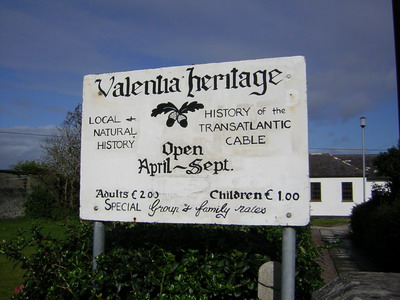 Valentia heritage
LOCAL +
NATURAL
HISTORY
HISTORY of the
TRANSATLANTIC
CABLE
Open
April ~ Sept.
Adults € 2.00 Children € 1.00
Special Group & family rates